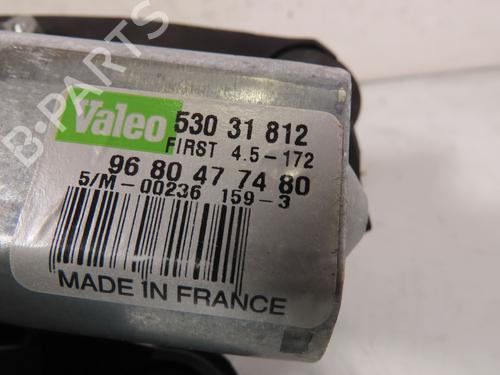 B-PARTS
Valeo 530 31 812
FIRST 4.5-172
96 80 47 74 80
5/M-00236 159-3
MADE IN FRANCE